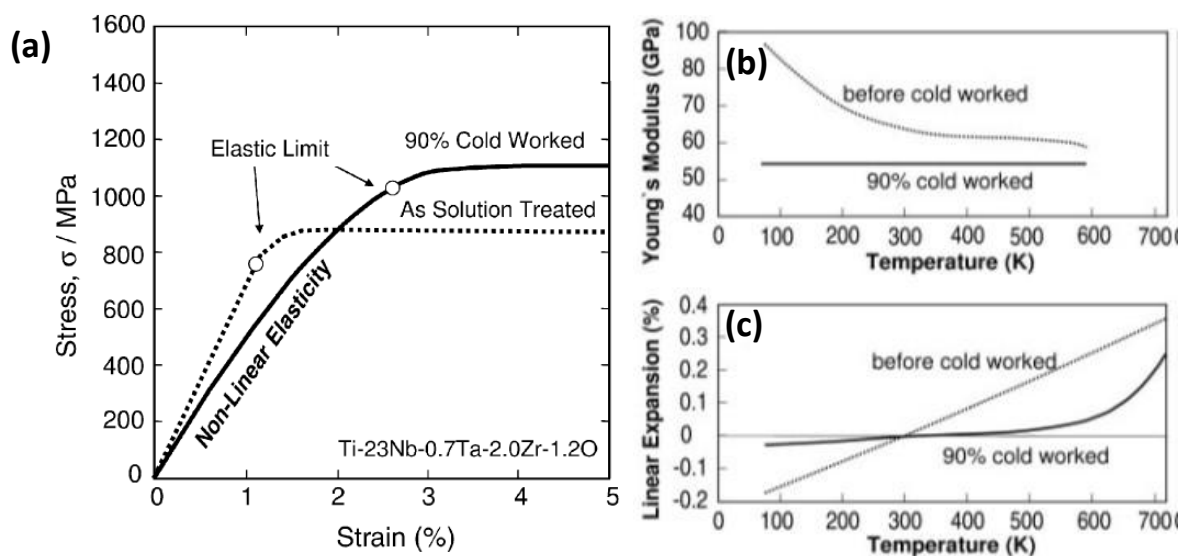 (a)
1600
1400
1200
1000
800
600
400
200
0
Stress, σ / MPa
90% Cold Worked
Elastic Limit
As Solution Treated
Non-Linear Elasticity
Ti-23Nb-0.7Ta-2.0Zr-1.2O
0 1 2 3 4 5
Strain (%)
(b)
Young`s Modulus (GPa)
100
90
80
70
60
50
40
before cold worked
90% cold worked
0 100 200 300 400 500 600 700
Temperature (K)
(c)
Linear Expansion (%)
0.4
0.3
0.2
0.1
0
-0.1
-0.2
before cold worked
90% cold worked
0 100 200 300 400 500 600 700
Temperature (K)